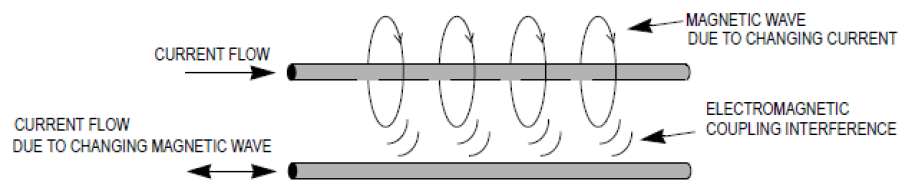 MAGNETIC WAVE
DUE TO CHANGING CURRENT
CURRENT FLOW
ELECTROMAGNETIC
COUPLING INTERFERENCE
CURRENT FLOW
DUE TO CHANGING MAGNETIC WAVE